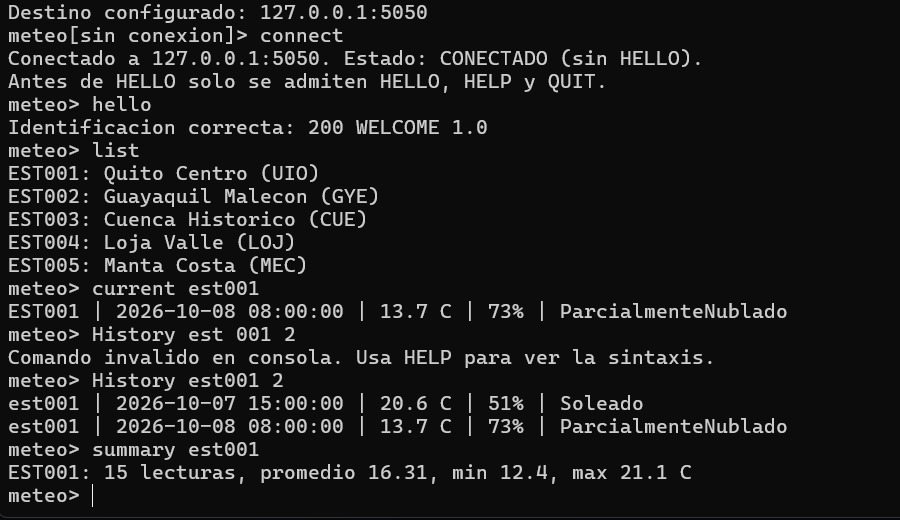 Destino configurado: 127.0.0.1:5050
meteo[sin conexion]> connect
Conectado a 127.0.0.1:5050. Estado: CONECTADO (sin HELLO).
Antes de HELLO solo se admiten HELLO, HELP y QUIT.
meteo> hello
Identificacion correcta: 200 WELCOME 1.0
meteo> list
EST001: Quito Centro (UIO)
EST002: Guayaquil Malecon (GYE)
EST003: Cuenca Historico (CUE)
EST004: Loja Valle (LOJ)
EST005: Manta Costa (MEC)
meteo> current est001
EST001 | 2026-10-08 08:00:00 | 13.7 C | 73% | ParcialmenteNublado
meteo> History est 001 2
Comando invalido en consola. Usa HELP para ver la sintaxis.
meteo> History est001 2
est001 | 2026-10-07 15:00:00 | 20.6 C | 51% | Soleado
est001 | 2026-10-08 08:00:00 | 13.7 C | 73% | ParcialmenteNublado
meteo> summary est001
EST001: 15 lecturas, promedio 16.31, min 12.4, max 21.1 C
meteo>